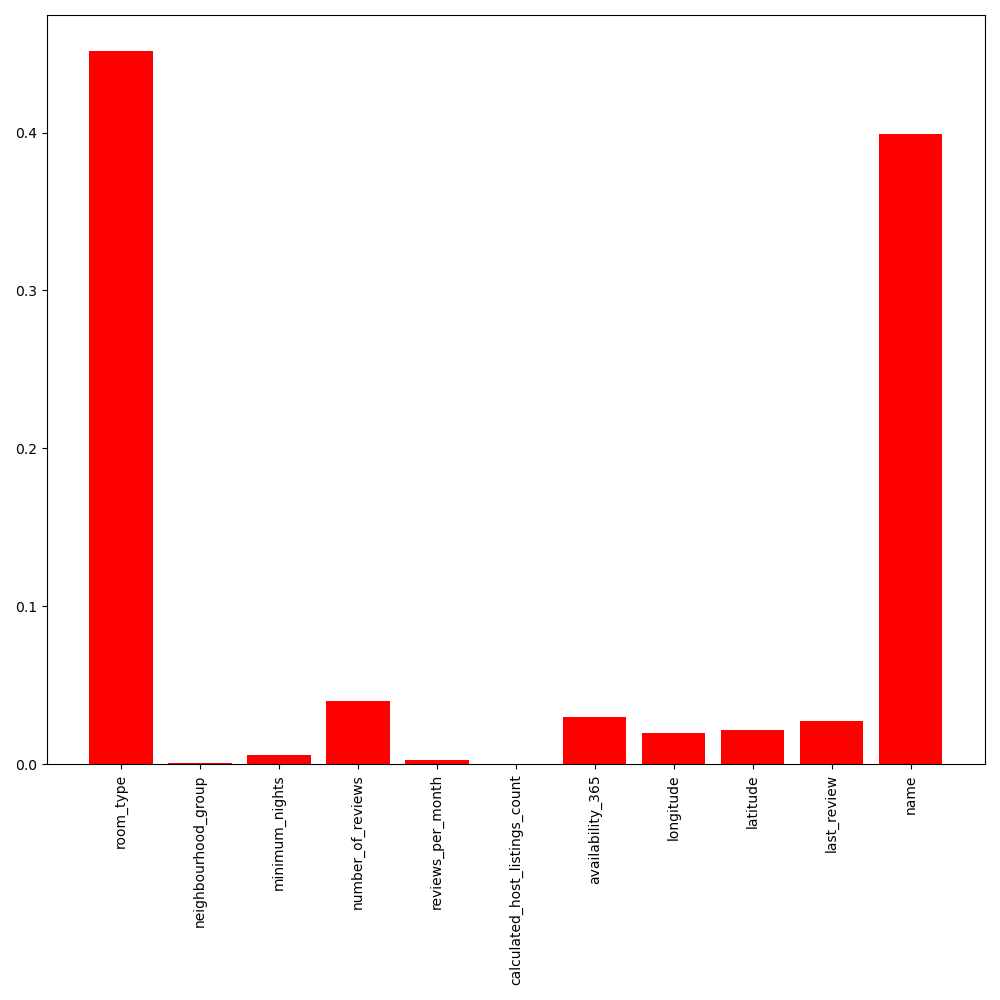 0.4
0.3
0.2
0.1
0.0
room_type
neighbourhood_group
minimum_nights
number_of_reviews
reviews_per_month
calculated_host_listings_count
availability_365
longitude
latitude
last_review
name